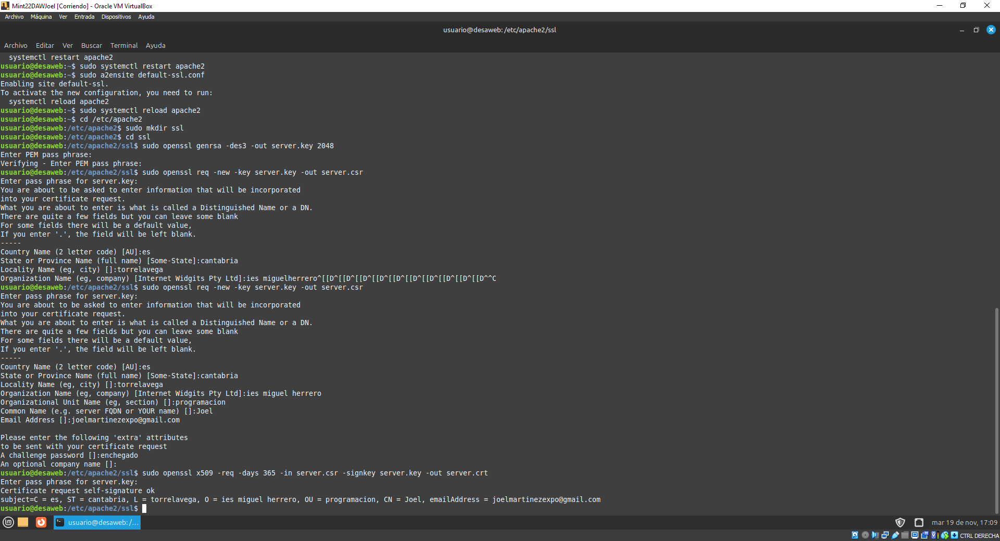 Mint22DAWJoel [Corriendo] - Oracle VM VirtualBox
Archivo Máquina Ver Entrada Dispositivos Ayuda
usuario@desaweb: /etc/apache2/ssl
Archivo Editar Ver Buscar Terminal Ayuda
  systemctl restart apache2
usuario@desaweb:~$ sudo systemctl restart apache2
usuario@desaweb:~$ sudo a2ensite default-ssl.conf
Enabling site default-ssl.
To activate the new configuration, you need to run:
  systemctl reload apache2
usuario@desaweb:~$ sudo systemctl reload apache2
usuario@desaweb:~$ cd /etc/apache2
usuario@desaweb:/etc/apache2$ sudo mkdir ssl
usuario@desaweb:/etc/apache2$ cd ssl
usuario@desaweb:/etc/apache2/ssl$ sudo openssl genrsa -des3 -out server.key 2048
Enter PEM pass phrase:
Verifying - Enter PEM pass phrase:
usuario@desaweb:/etc/apache2/ssl$ sudo openssl req -new -key server.key -out server.csr
Enter pass phrase for server.key:
You are about to be asked to enter information that will be incorporated
into your certificate request.
What you are about to enter is what is called a Distinguished Name or a DN.
There are quite a few fields but you can leave some blank
For some fields there will be a default value,
If you enter '.', the field will be left blank.
-----
Country Name (2 letter code) [AU]:es
State or Province Name (full name) [Some-State]:cantabria
Locality Name (eg, city) []:torrelavega
Organization Name (eg, company) [Internet Widgits Pty Ltd]:ies miguelherrero^[[D^[[D^[[D^[[D^[[D^[[D^[[D^[[D^[[D^[[D^^C
usuario@desaweb:/etc/apache2/ssl$ sudo openssl req -new -key server.key -out server.csr
Enter pass phrase for server.key:
You are about to be asked to enter information that will be incorporated
into your certificate request.
What you are about to enter is what is called a Distinguished Name or a DN.
There are quite a few fields but you can leave some blank
For some fields there will be a default value,
If you enter '.', the field will be left blank.
-----
Country Name (2 letter code) [AU]:es
State or Province Name (full name) [Some-State]:cantabria
Locality Name (eg, city) []:torrelavega
Organization Name (eg, company) [Internet Widgits Pty Ltd]:ies miguel herrero
Organizational Unit Name (eg, section) []:programacion
Common Name (e.g. server FQDN or YOUR name) []:Joel
Email Address []:joelmartinezexpo@gmail.com

Please enter the following 'extra' attributes
to be sent with your certificate request
A challenge password []:enchegado
An optional company name []:
usuario@desaweb:/etc/apache2/ssl$ sudo openssl x509 -req -days 365 -in server.csr -signkey server.key -out server.crt
Enter pass phrase for server.key:
Certificate request self-signature ok
subject=C = es, ST = cantabria, L = torrelavega, O = ies miguel herrero, OU = programacion, CN = Joel, emailAddress = joelmartinezexpo@gmail.com
usuario@desaweb:/etc/apache2/ssl$
usuario@desaweb: /...
mar 19 de nov, 17:09
CTRL DERECHA